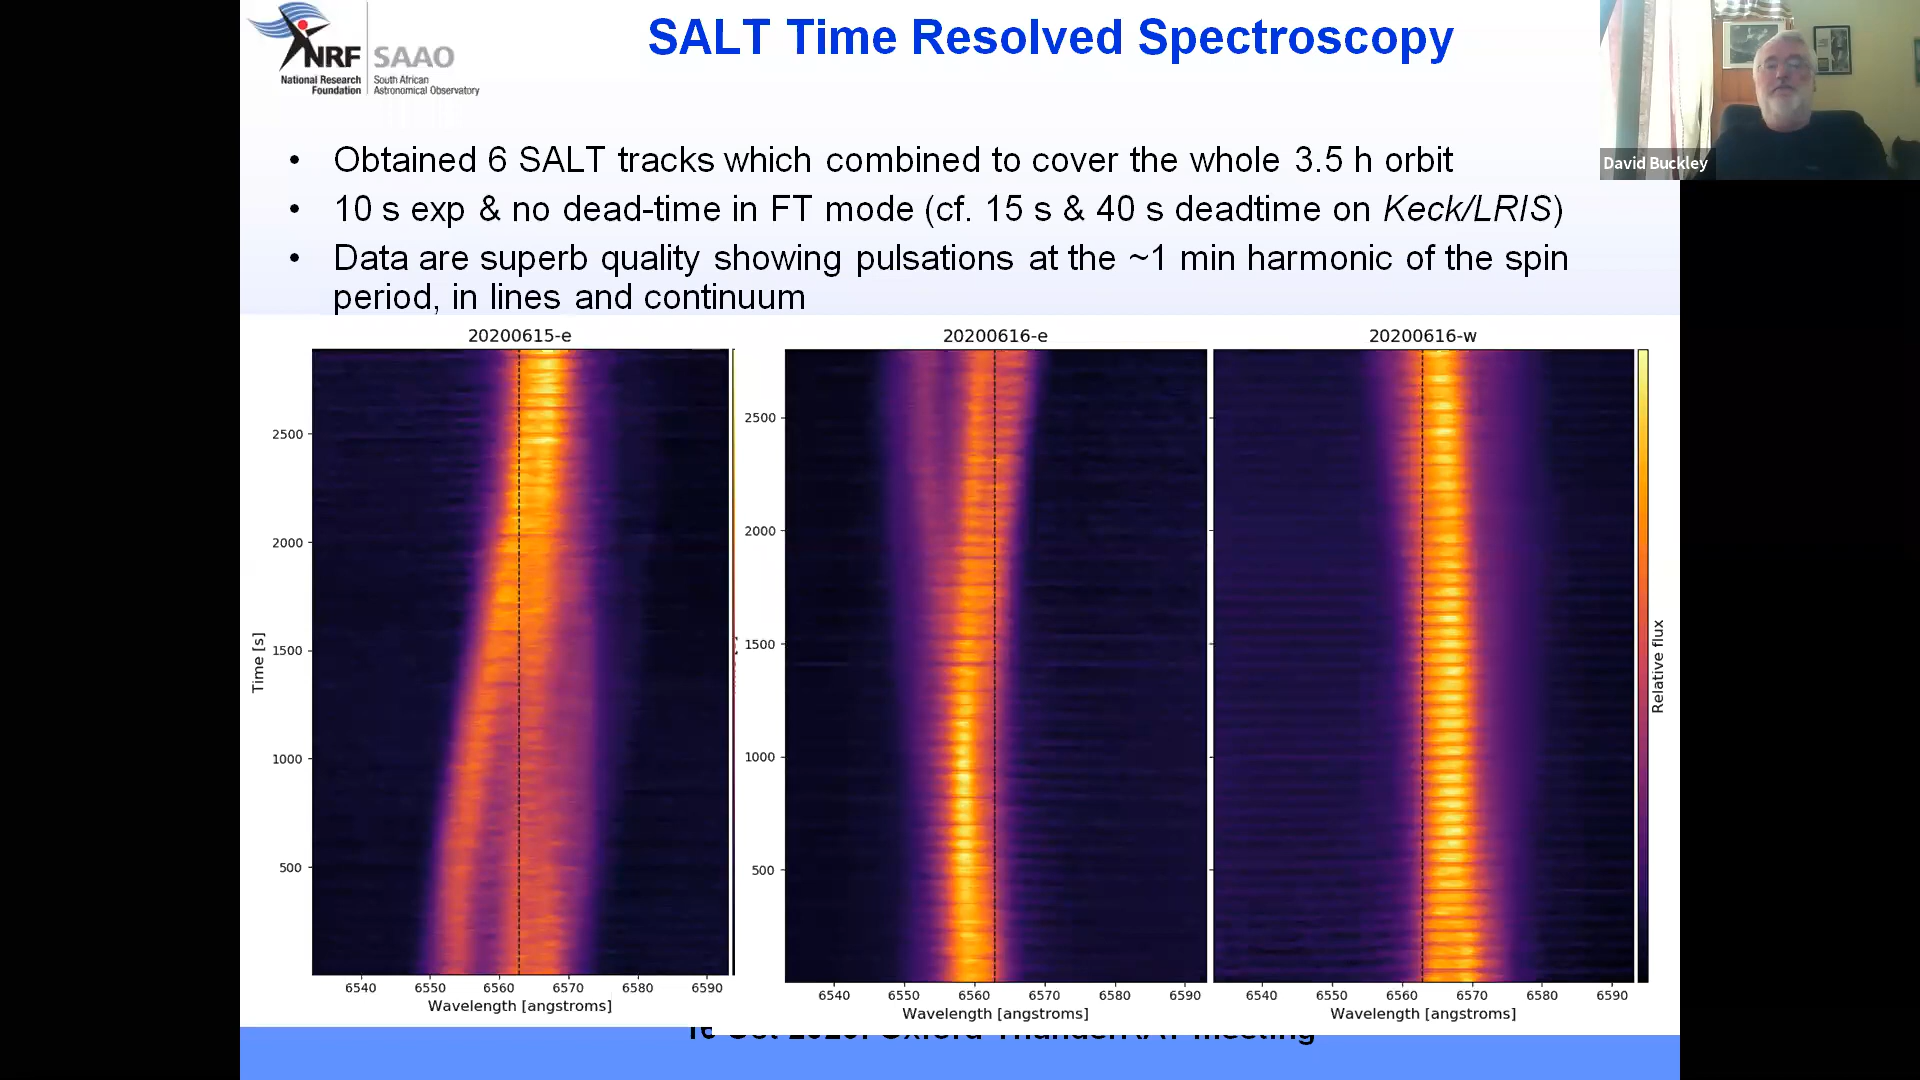 NRF
SAAO
National Research
Foundation
South African
Astronomical Observatory
SALT Time Resolved Spectroscopy
David Buckley
• Obtained 6 SALT tracks which combined to cover the whole 3.5 h orbit
• 10 s exp & no dead-time in FT mode (cf. 15 s & 40 s deadtime on Keck/LRIS)
• Data are superb quality showing pulsations at the ~1 min harmonic of the spin
period, in lines and continuum
20200615-e
2500
2000
1500
1000
500
Time [s]
6540 6550 6560 6570 6580 6590
Wavelength [angstroms]
20200616-e
2500
2000
1500
1000
500
6540 6550 6560 6570 6580 6590
Wavelength [angstroms]
20200616-w
6540 6550 6560 6570 6580 6590
Wavelength [angstroms]
Relative flux
Meeting